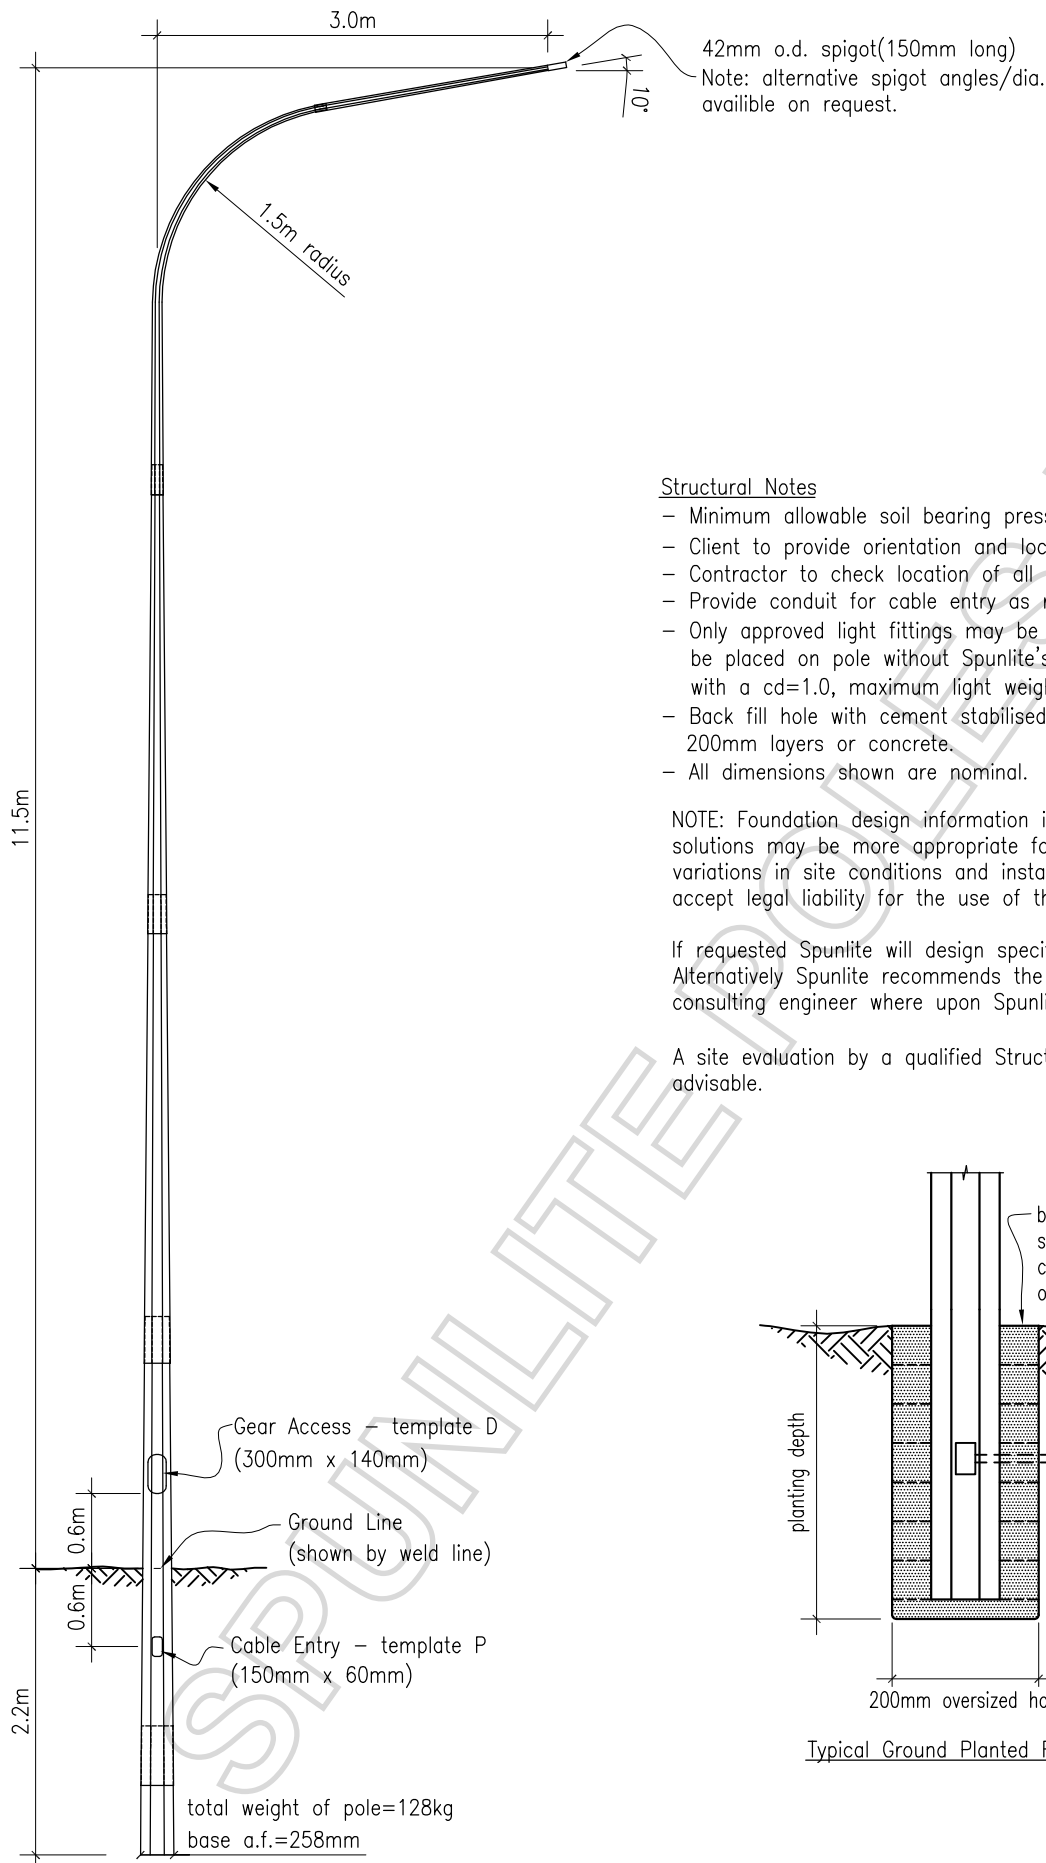 3.0m
42mm o.d. spigot(150mm long)
Note: alternative spigot angles/dia.
availible on request.
10°
1.5m radius
Structural Notes
– Minimum allowable soil bearing press
– Client to provide orientation and loc
– Contractor to check location of all
– Provide conduit for cable entry as r
– Only approved light fittings may be
be placed on pole without Spunlite's
with a cd=1.0, maximum light weigh
– Back fill hole with cement stabilised
200mm layers or concrete.
– All dimensions shown are nominal.
11.5m
NOTE: Foundation design information i
solutions may be more appropriate fo
variations in site conditions and insta
accept legal liability for the use of th
If requested Spunlite will design specif
Alternatively Spunlite recommends the
consulting engineer where upon Spunli
A site evaluation by a qualified Struct
advisable.
b
s
c
o
planting depth
200mm oversized ho
Typical Ground Planted F
Gear Access – template D
(300mm x 140mm)
0.6m
Ground Line
(shown by weld line)
0.6m
Cable Entry – template P
(150mm x 60mm)
2.2m
total weight of pole=128kg
base a.f.=258mm
SPUNLITE POLES